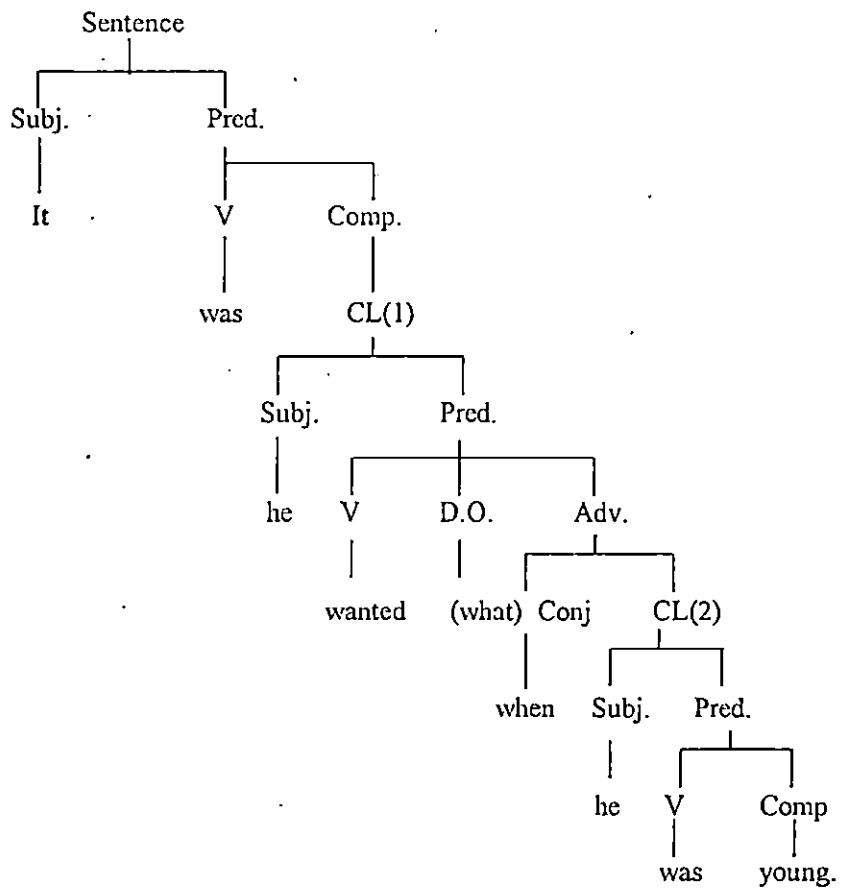 Sentence
Subj. Pred.
It V Comp.
was CL(1)
Subj. Pred.
he V D.O. Adv.
wanted (what) Conj CL(2)
when Subj. Pred.
he V Comp
was young.